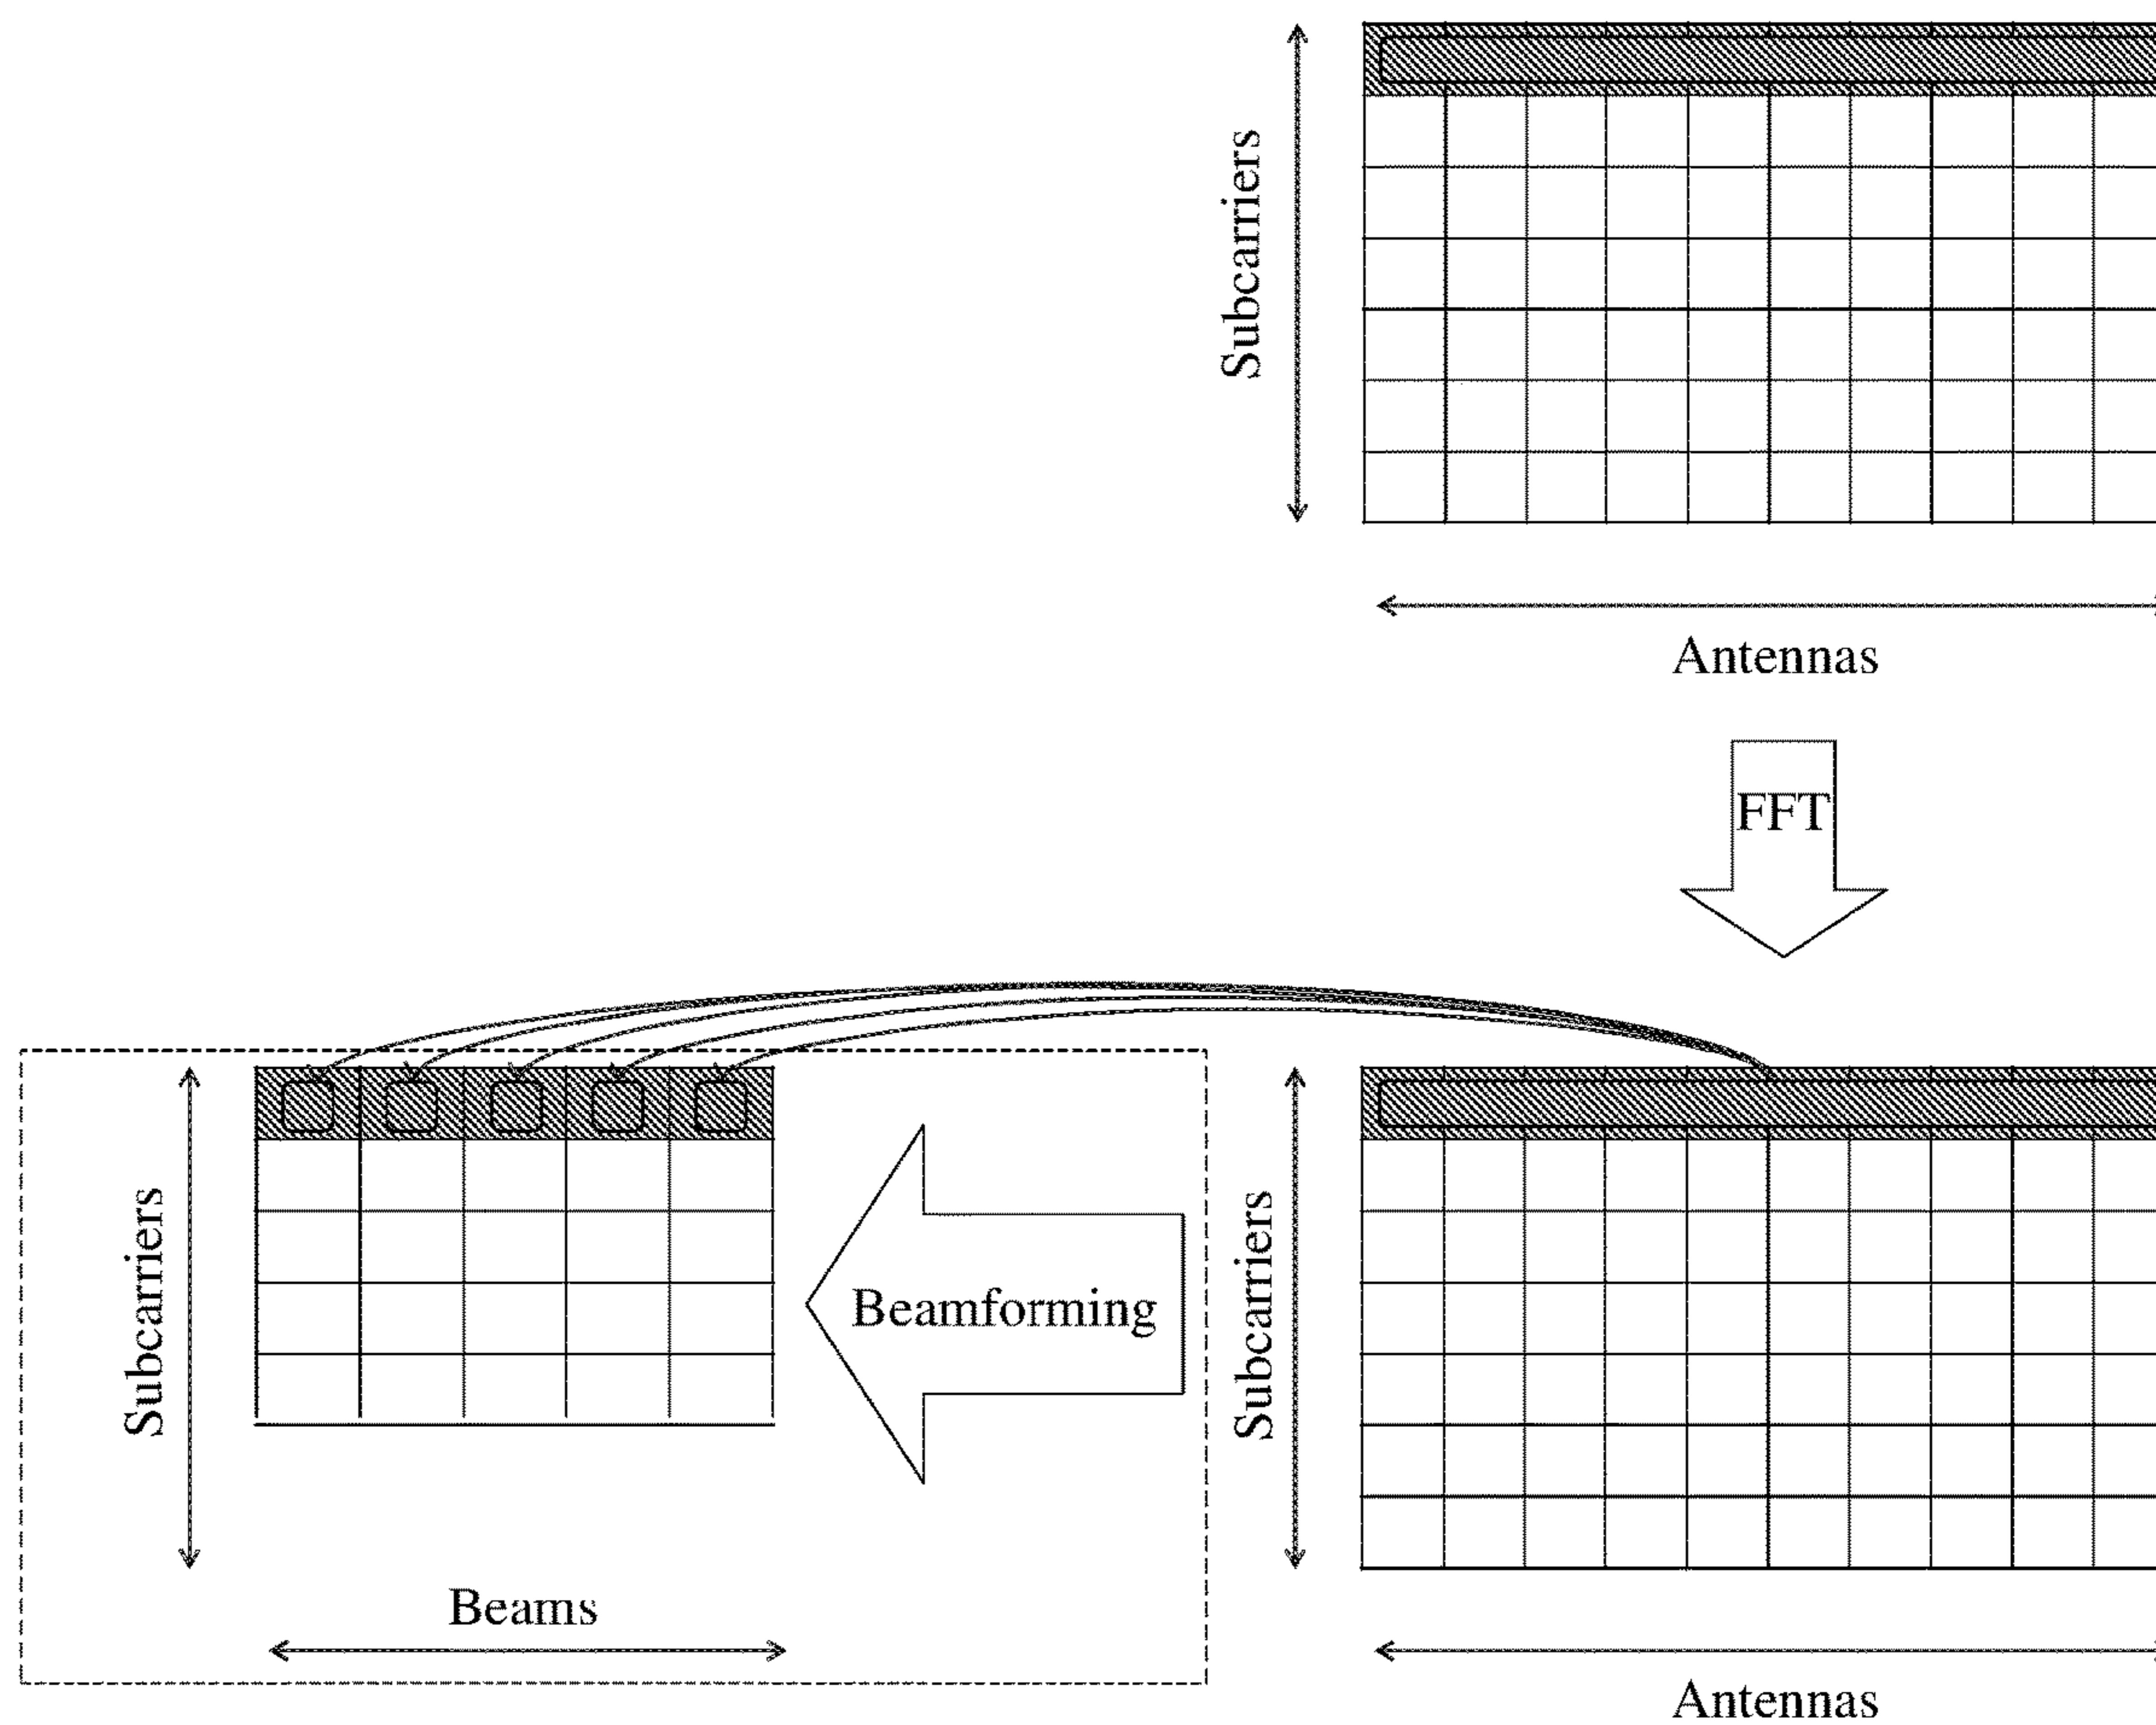 Subcarriers
Antennas
FFT
Subcarriers
Beamforming
Subcarriers
Beams
Antennas